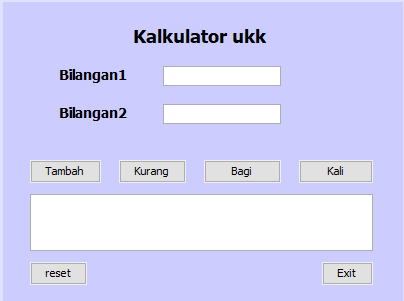 Kalkulator ukk
Bilangan1
Bilangan2
Tambah Kurang Bagi Kali
reset Exit